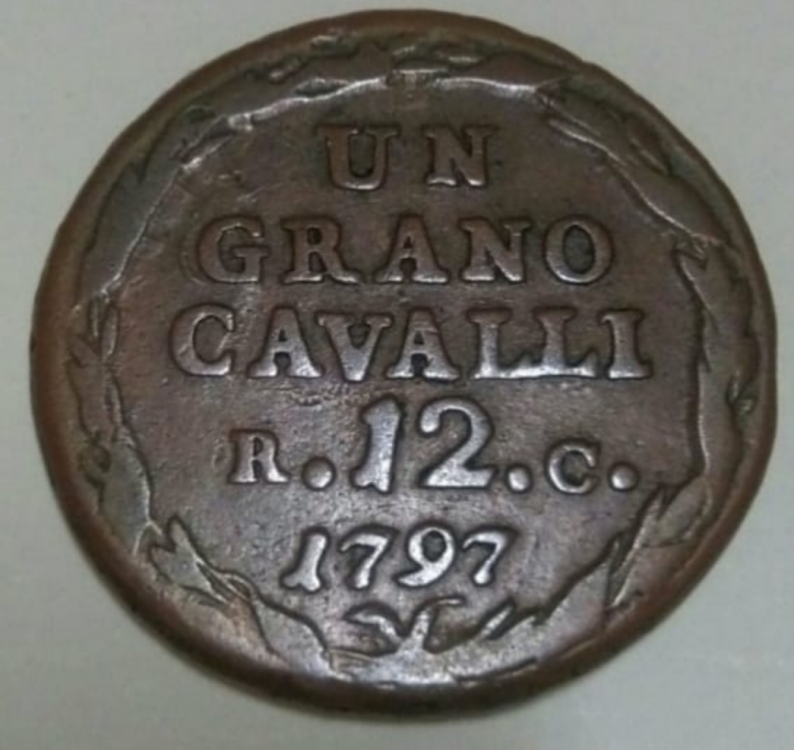 UN
GRANO
CAVALLI
R.12.C.
1797